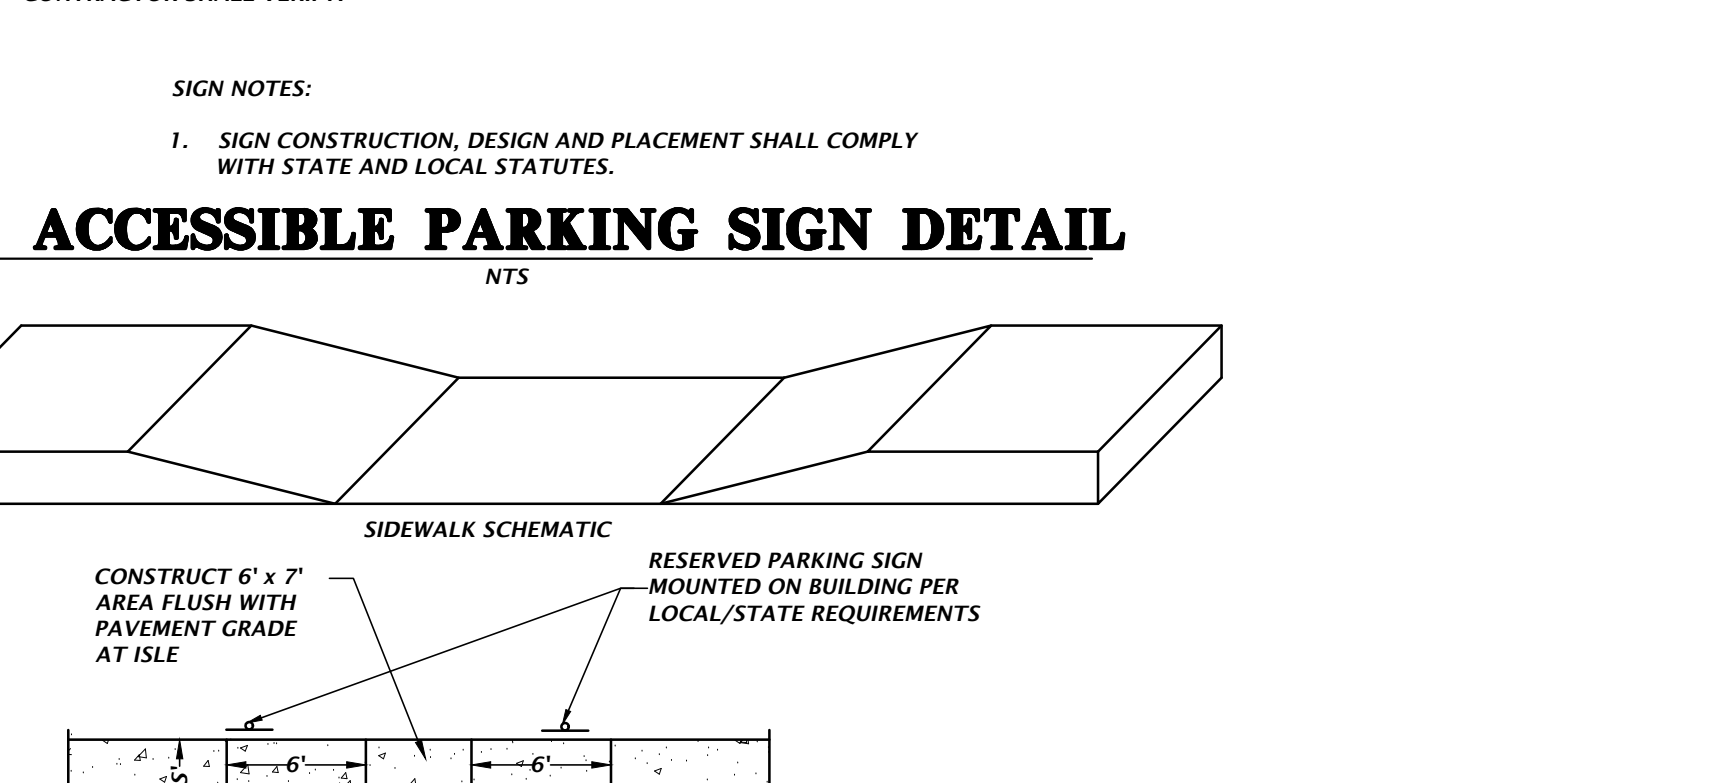 SIGN NOTES:
1. SIGN CONSTRUCTION, DESIGN AND PLACEMENT SHALL COMPLY
WITH STATE AND LOCAL STATUTES.
ACCESSIBLE PARKING SIGN DETAIL
NTS
SIDEWALK SCHEMATIC
CONSTRUCT 6' x 7'
AREA FLUSH WITH
PAVEMENT GRADE
AT ISLE
RESERVED PARKING SIGN
MOUNTED ON BUILDING PER
LOCAL/STATE REQUIREMENTS
5'
6'
6'